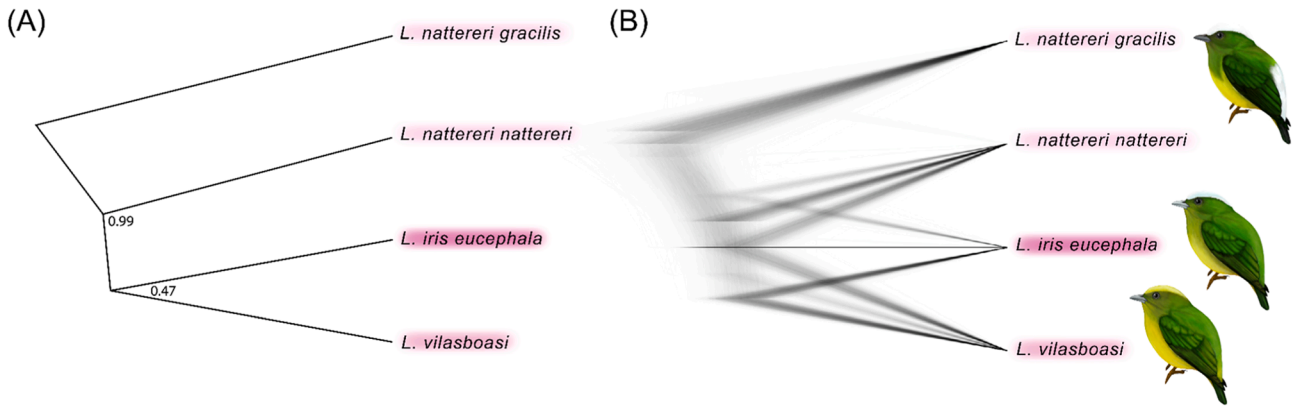 (A)
L. nattereri gracilis
L. nattereri nattereri
0.99
L. iris eucephala
0.47
L. vilasboasi
(B)
L. nattereri gracilis
L. nattereri nattereri
L. iris eucephala
L. vilasboasi